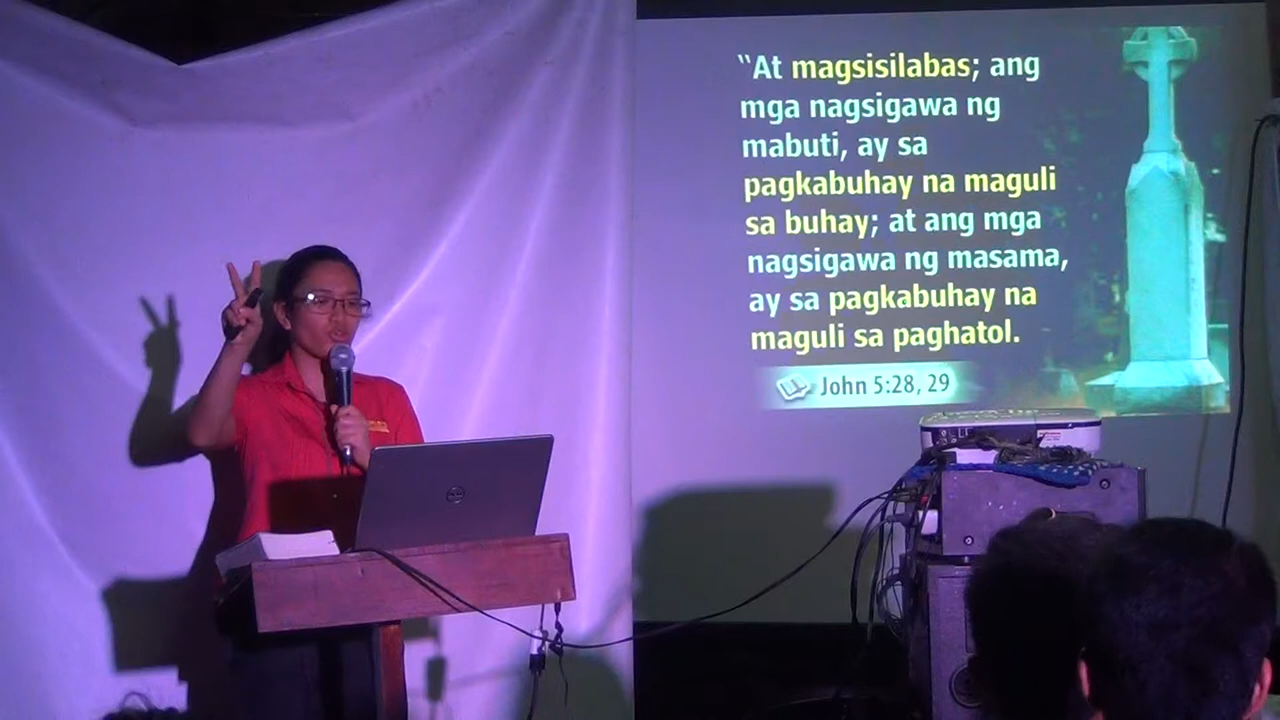 “At magsisilabas; ang
mga nagsigawa ng
mabuti, ay sa
pagkabuhay na maguli
sa buhay; at ang mga
nagsigawa ng masama,
ay sa pagkabuhay na
maguli sa paghatol.
John 5:28, 29
DELL